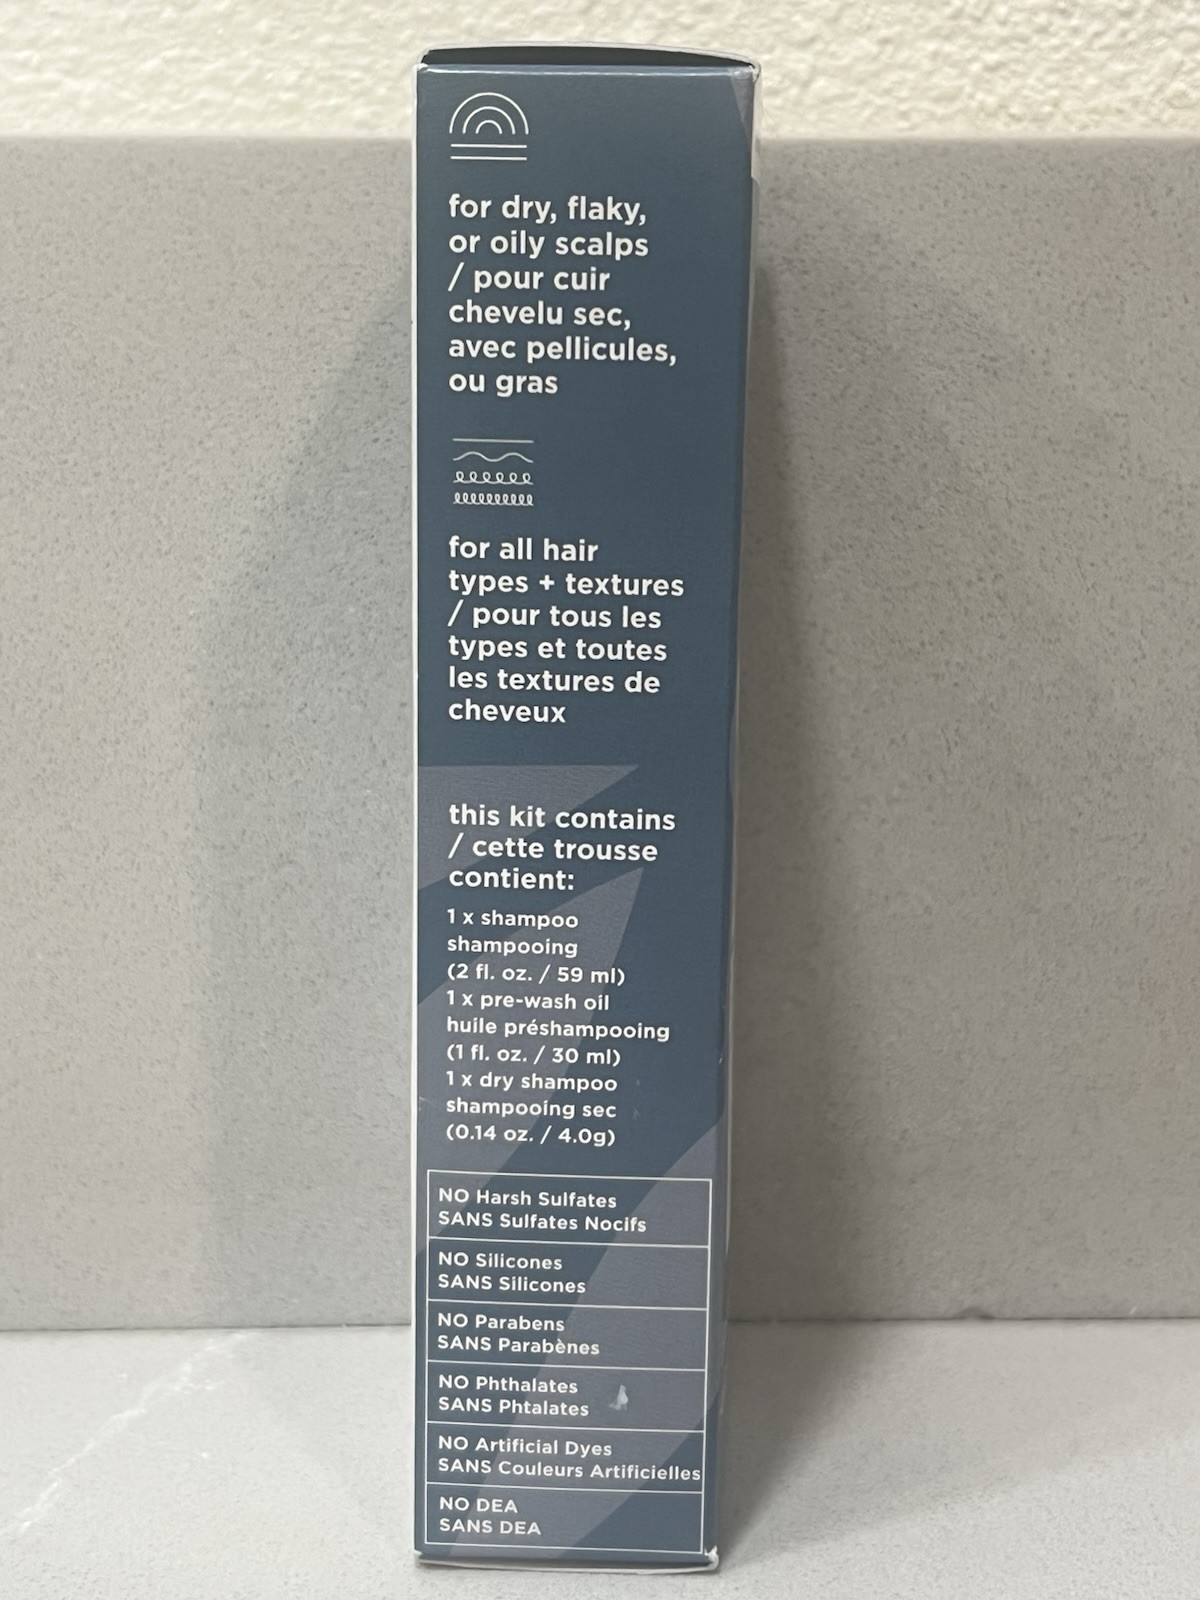 for dry, flaky,
or oily scalps
/ pour cuir
chevelu sec,
avec pellicules,
ou gras
for all hair
types + textures
/ pour tous les
types et toutes
les textures de
cheveux
this kit contains
/ cette trousse
contient:
1 x shampoo
shampooing
(2 fl. oz. / 59 ml)
1 x pre-wash oil
huile préshampooing
(1 fl. oz. / 30 ml)
1 x dry shampoo
shampooing sec
(0.14 oz. / 4.0g)
NO Harsh Sulfates
SANS Sulfates Nocifs
NO Silicones
SANS Silicones
NO Parabens
SANS Parabènes
NO Phthalates
SANS Phtalates
NO Artificial Dyes
SANS Couleurs Artificielles
NO DEA
SANS DEA